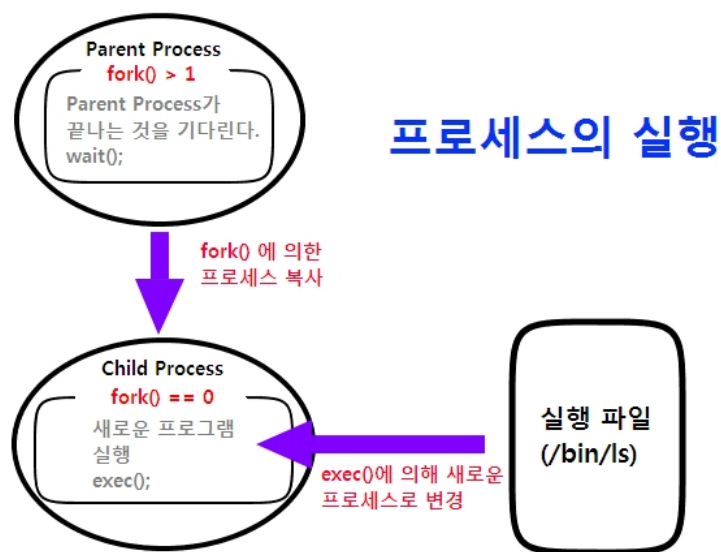 Parent Process
fork() > 1
Parent Process가
끝나는 것을 기다린다.
wait();
프로세스의 실행
fork() 에 의한
프로세스 복사
Child Process
fork() == 0
새로운 프로그램
실행
exec();
exec()에 의해 새로운
프로세스로 변경
실행 파일
(/bin/ls)